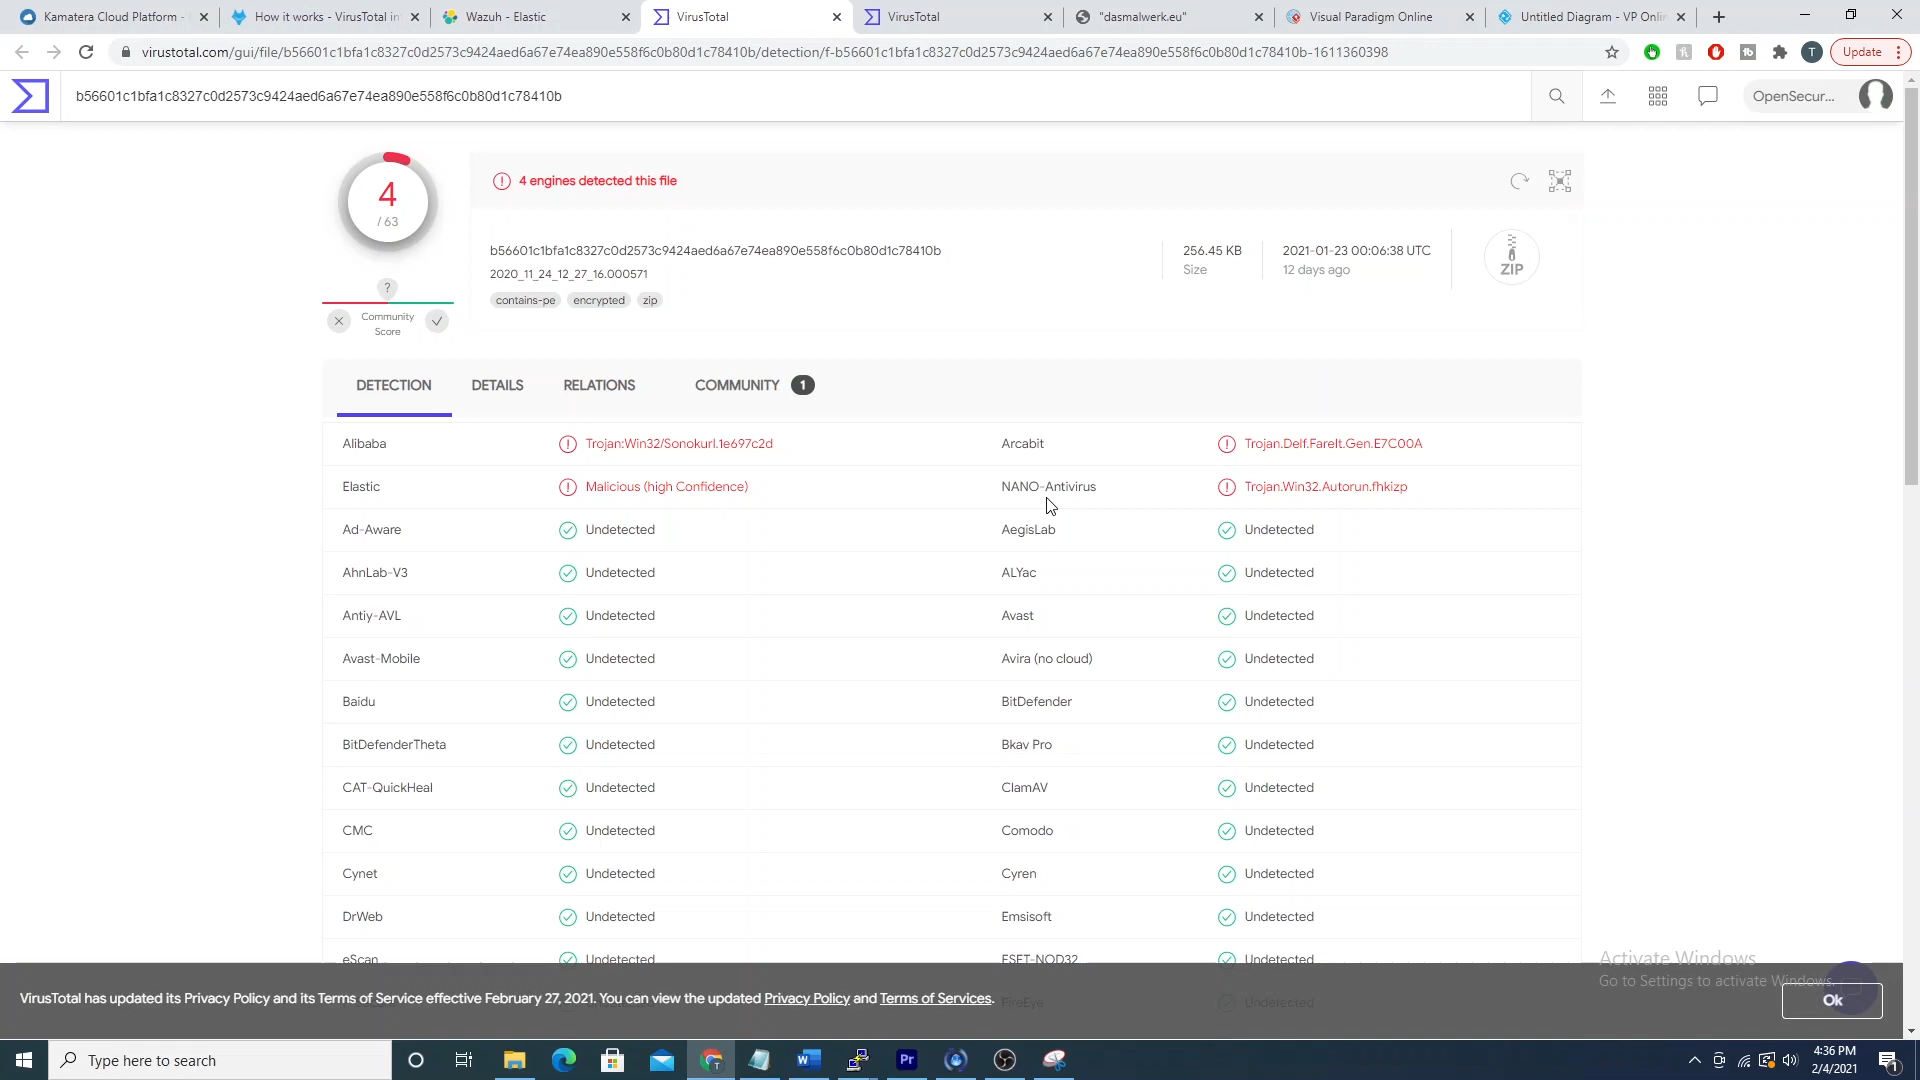 Kamatera Cloud Platform -
How it works - VirusTotal in
Wazuh - Elastic
VirusTotal
VirusTotal
"dasmalwerk.eu"
Visual Paradigm Online
Untitled Diagram - VP Onlin
virustotal.com/gui/file/b56601c1bfa1c8327c0d2573c9424aed6a67e74ea890e558f6c0b80d1c78410b/detection/f-b56601c1bfa1c8327c0d2573c9424aed6a67e74ea890e558f6c0b80d1c78410b-1611360398
T
Update
b56601c1bfa1c8327c0d2573c9424aed6a67e74ea890e558f6c0b80d1c78410b
OpenSecur...
4
/ 63
4 engines detected this file
b56601c1bfa1c8327c0d2573c9424aed6a67e74ea890e558f6c0b80d1c78410b
2020_11_24_12_27_16.000571
contains-pe encrypted zip
256.45 KB
Size
2021-01-23 00:06:38 UTC
12 days ago
ZIP
?
Community
Score
DETECTION DETAILS RELATIONS COMMUNITY 1
Alibaba Trojan:Win32/Sonokurl.1e697c2d Arcabit Trojan.Delf.FareIt.Gen.E7C00A
Elastic Malicious (high Confidence) NANO-Antivirus Trojan.Win32.Autorun.fhkizp
Ad-Aware Undetected AegisLab Undetected
AhnLab-V3 Undetected ALYac Undetected
Antiy-AVL Undetected Avast Undetected
Avast-Mobile Undetected Avira (no cloud) Undetected
Baidu Undetected BitDefender Undetected
BitDefenderTheta Undetected Bkav Pro Undetected
CAT-QuickHeal Undetected ClamAV Undetected
CMC Undetected Comodo Undetected
Cynet Undetected Cyren Undetected
DrWeb Undetected Emsisoft Undetected
eScan Undetected ESET-NOD32 Undetected
FireEye Undetected
VirusTotal has updated its Privacy Policy and its Terms of Service effective February 27, 2021. You can view the updated Privacy Policy and Terms of Services.
Ok
Activate Windows
Go to Settings to activate Windows.
Type here to search
4:36 PM
2/4/2021
1